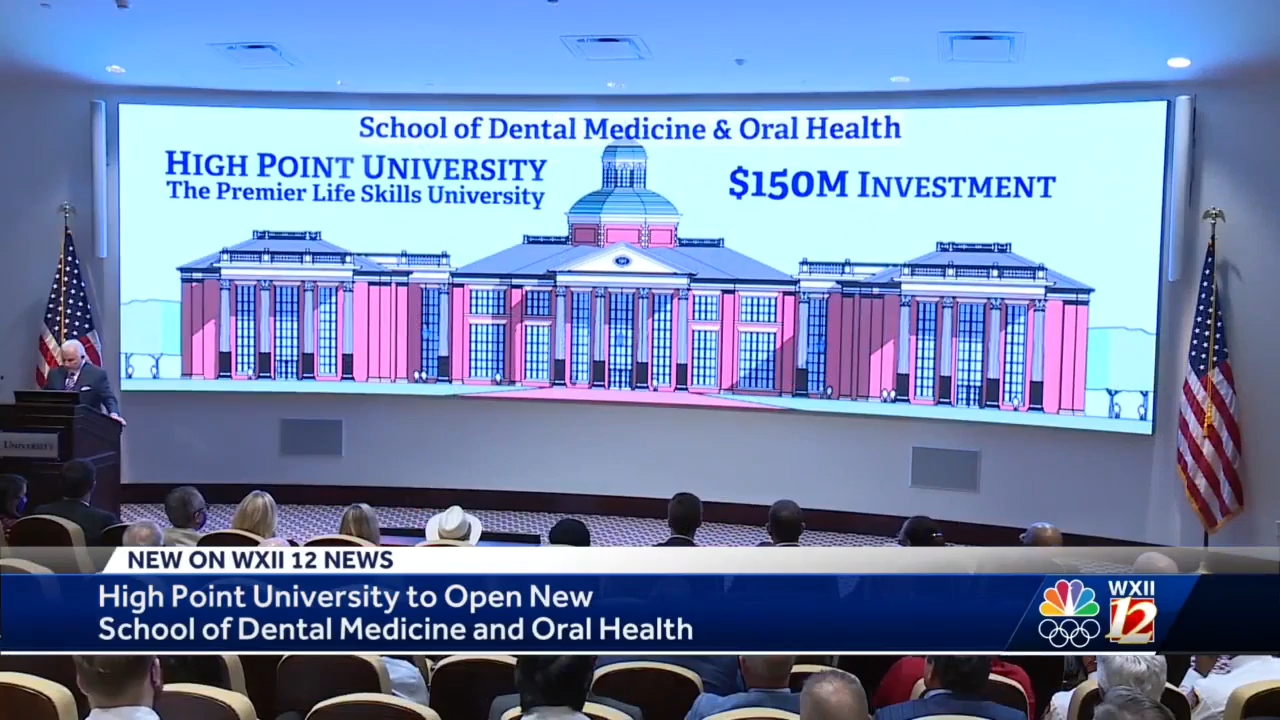 School of Dental Medicine & Oral Health
HIGH POINT UNIVERSITY
The Premier Life Skills University
$150M INVESTMENT
UNIVERSITY
NEW ON WXII 12 NEWS
High Point University to Open New
School of Dental Medicine and Oral Health
WXII
12